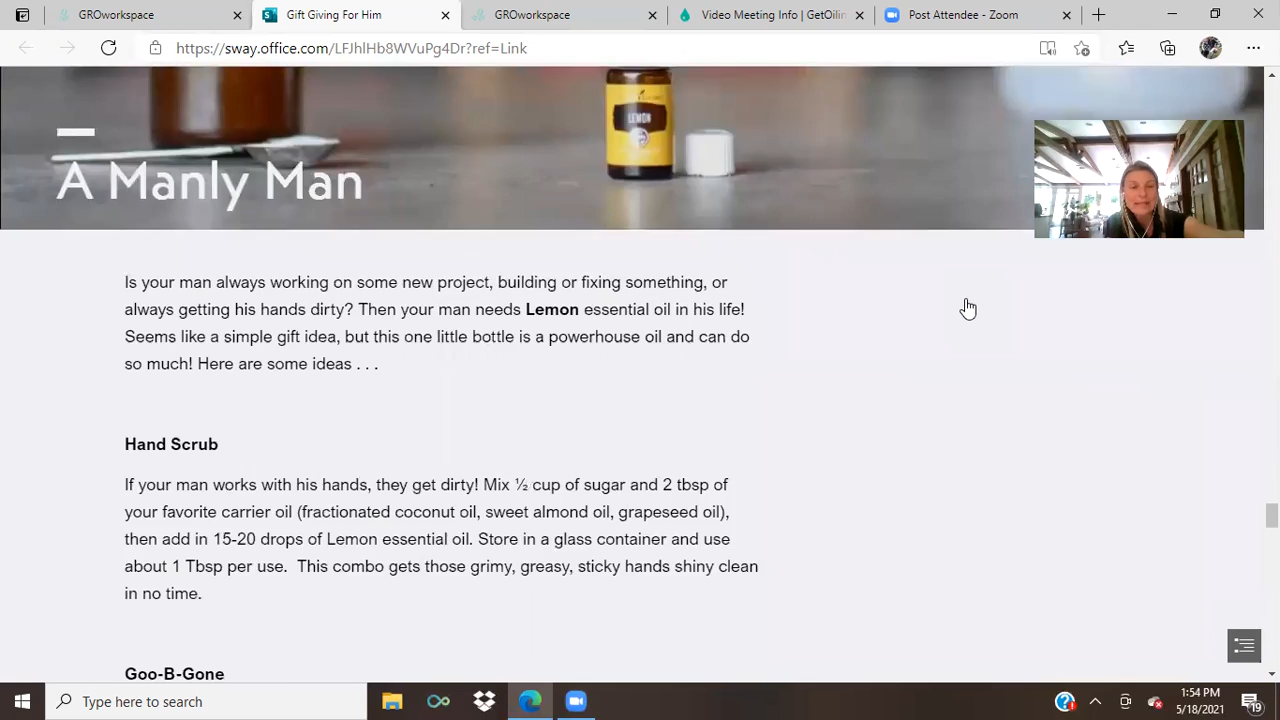 GROworkspace
Gift Giving For Him
GROworkspace
Video Meeting Info | GetOilin
Post Attendee - Zoom
https://sway.office.com/LFJhlHb8WVuPg4Dr?ref=Link
LEMON
A Manly Man
Is your man always working on some new project, building or fixing something, or
always getting his hands dirty? Then your man needs Lemon essential oil in his life!
Seems like a simple gift idea, but this one little bottle is a powerhouse oil and can do
so much! Here are some ideas . . .
Hand Scrub
If your man works with his hands, they get dirty! Mix ½ cup of sugar and 2 tbsp of
your favorite carrier oil (fractionated coconut oil, sweet almond oil, grapeseed oil),
then add in 15-20 drops of Lemon essential oil. Store in a glass container and use
about 1 Tbsp per use. This combo gets those grimy, greasy, sticky hands shiny clean
in no time.
Goo-B-Gone
Type here to search
1:54 PM
5/18/2021
19